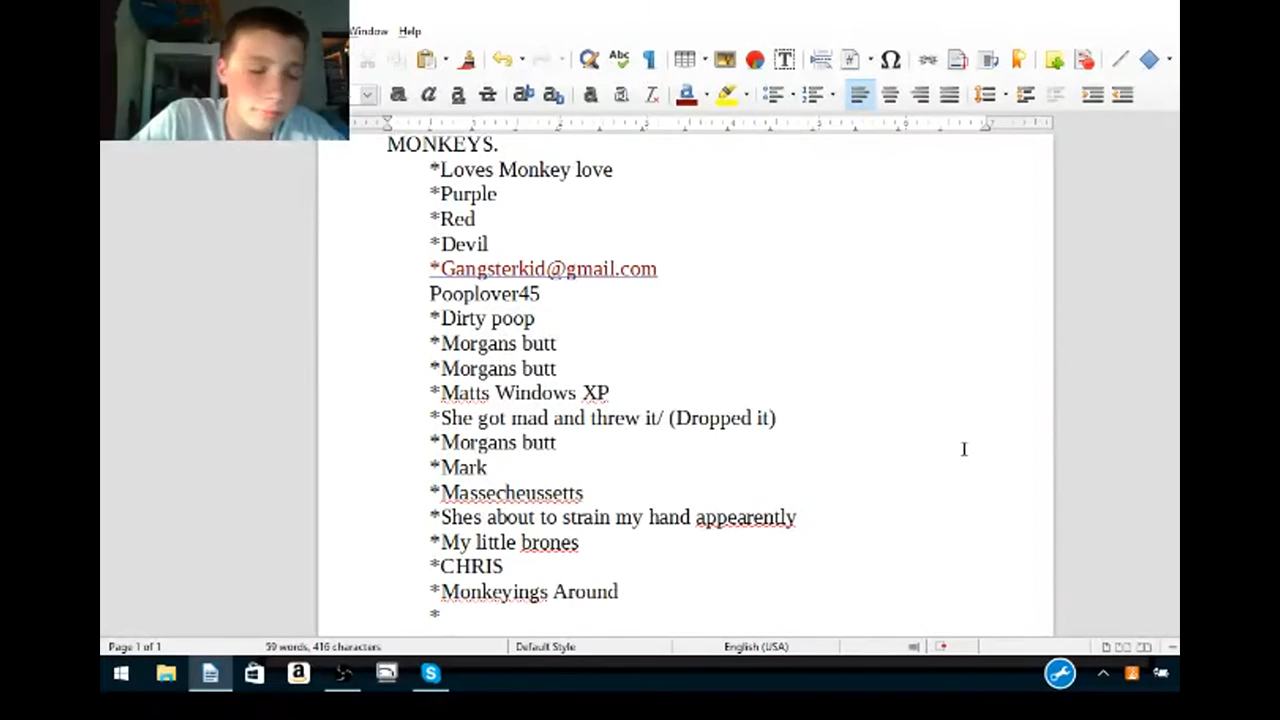 Window Help
MONKEYS.
*Loves Monkey love
*Purple
*Red
*Devil
*Gangsterkid@gmail.com
Pooplover45
*Dirty poop
*Morgans butt
*Morgans butt
*Matts Windows XP
*She got mad and threw it/ (Dropped it)
*Morgans butt
*Mark
*Massecheussetts
*Shes about to strain my hand appearently
*My little brones
*CHRIS
*Monkeyings Around
*
Page 1 of 1 59 words, 416 characters Default Style English (USA)